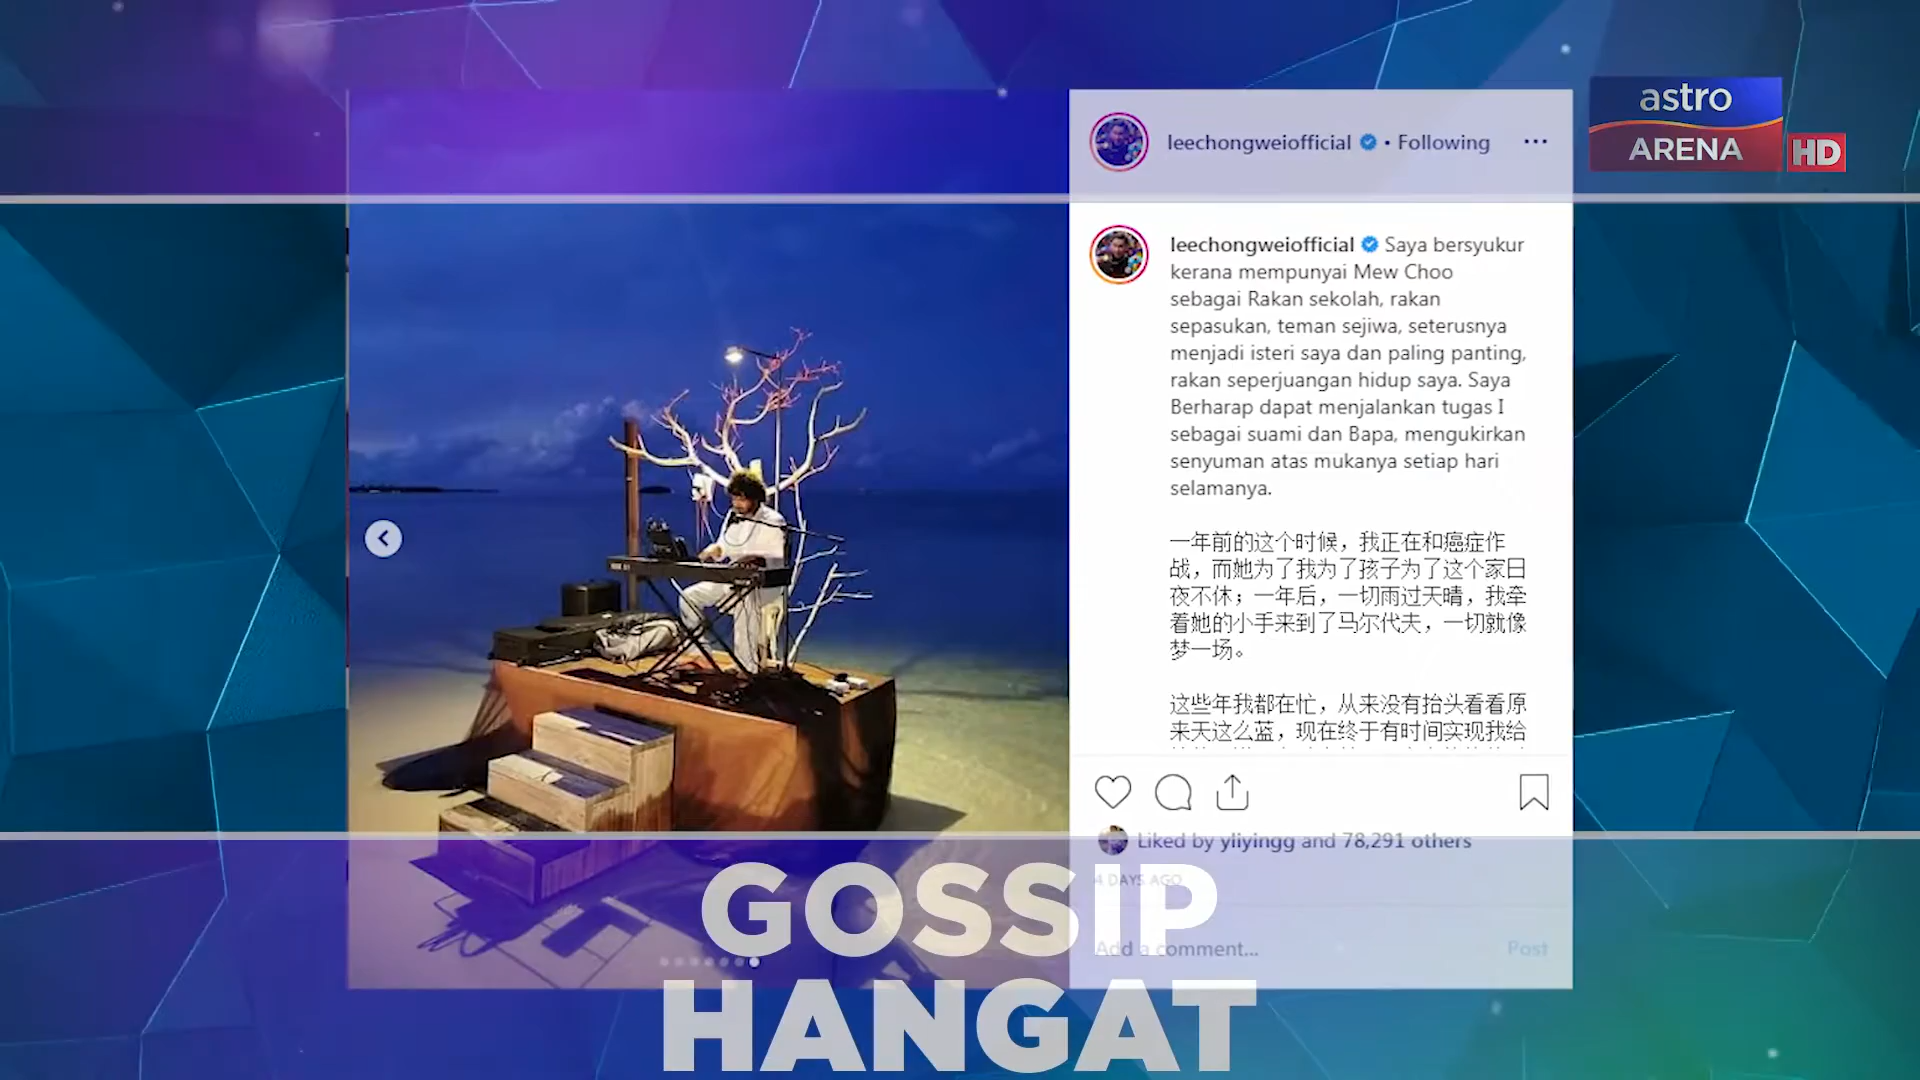 astro
ARENA HD
leechongweiofficial • Following ...
leechongweiofficial Saya bersyukur
kerana mempunyai Mew Choo
sebagai Rakan sekolah, rakan
sepasukan, teman sejiwa, seterusnya
menjadi isteri saya dan paling panting,
rakan seperjuangan hidup saya. Saya
Berharap dapat menjalankan tugas I
sebagai suami dan Bapa, mengukirkan
senyuman atas mukanya setiap hari
selamanya.
一年前的这个时候，我正在和癌症作
战，而她为了我为了孩子为了这个家日
夜不休；一年后，一切雨过天晴，我牵
着她的小手来到了马尔代夫，一切就像
梦一场。
这些年我都在忙，从来没有抬头看看原
来天这么蓝，现在终于有时间实现我给
Liked by yliyingg and 78,291 others
4 DAYS AGO
Add a comment...
Post
GOSSIP
HANGAT